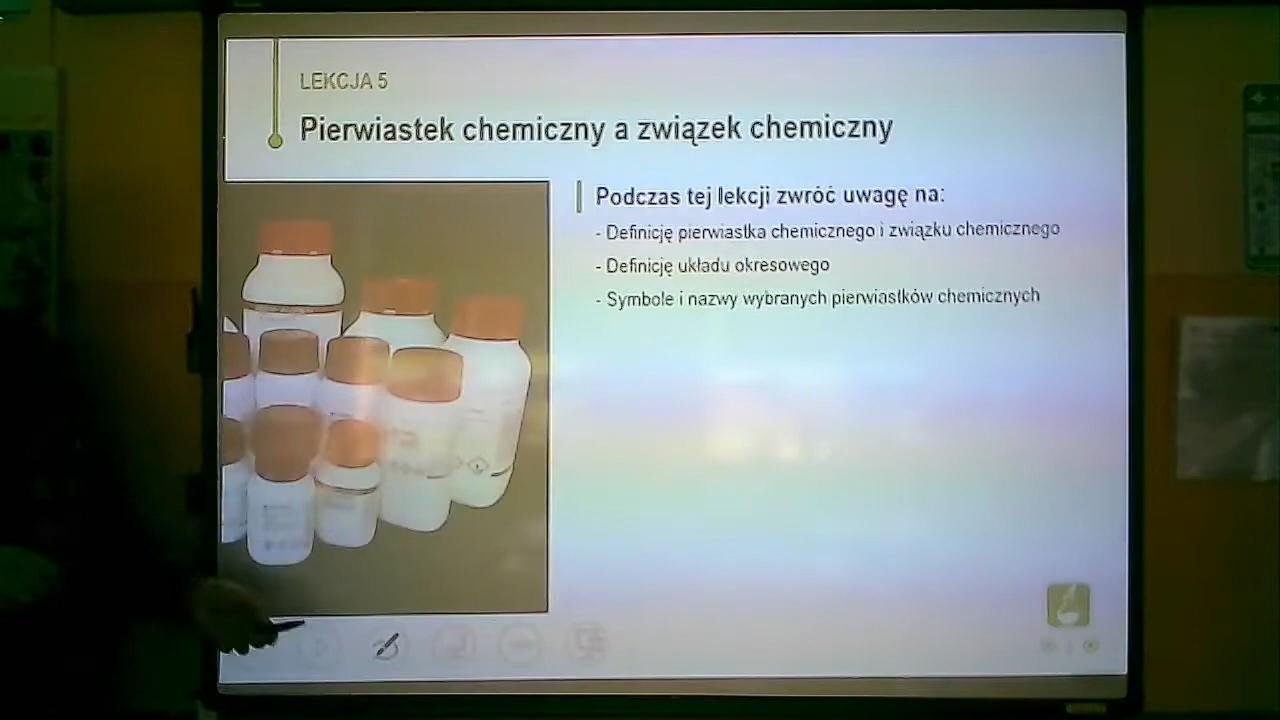 LEKCJA 5
Pierwiastek chemiczny a związek chemiczny
Podczas tej lekcji zwróć uwagę na:
- Definicję pierwiastka chemicznego i związku chemicznego
- Definicję układu okresowego
- Symbole i nazwy wybranych pierwiastków chemicznych